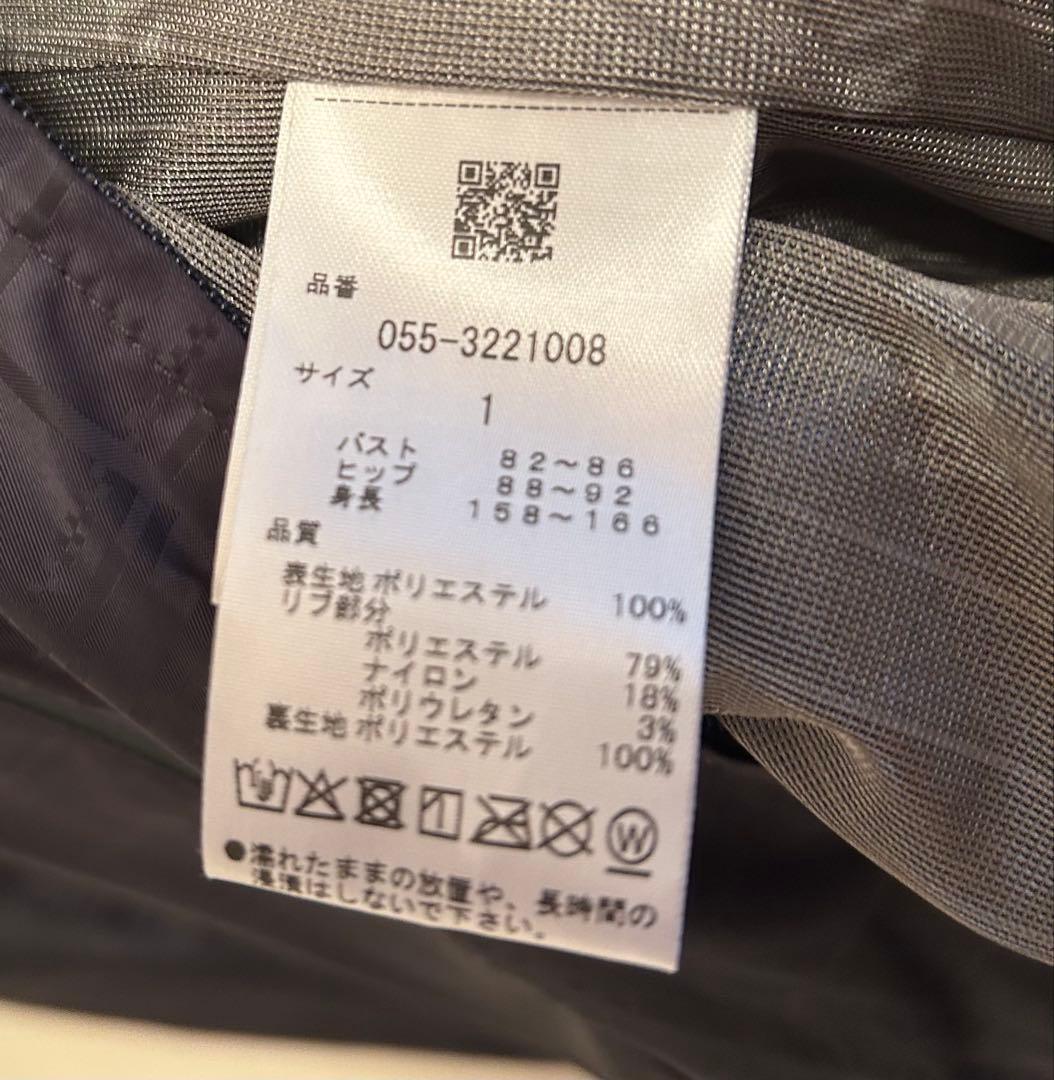 品番
055-3221008
サイズ
1
バスト 82～86
ヒップ 88～92
身長 158～166
品質
表生地 ポリエステル 100%
リブ部分
ポリエステル 79%
ナイロン 18%
ポリウレタン 3%
裏生地 ポリエステル 100%
W
●濡れたままの放置や、長時間の
浸漬はしないで下さい。